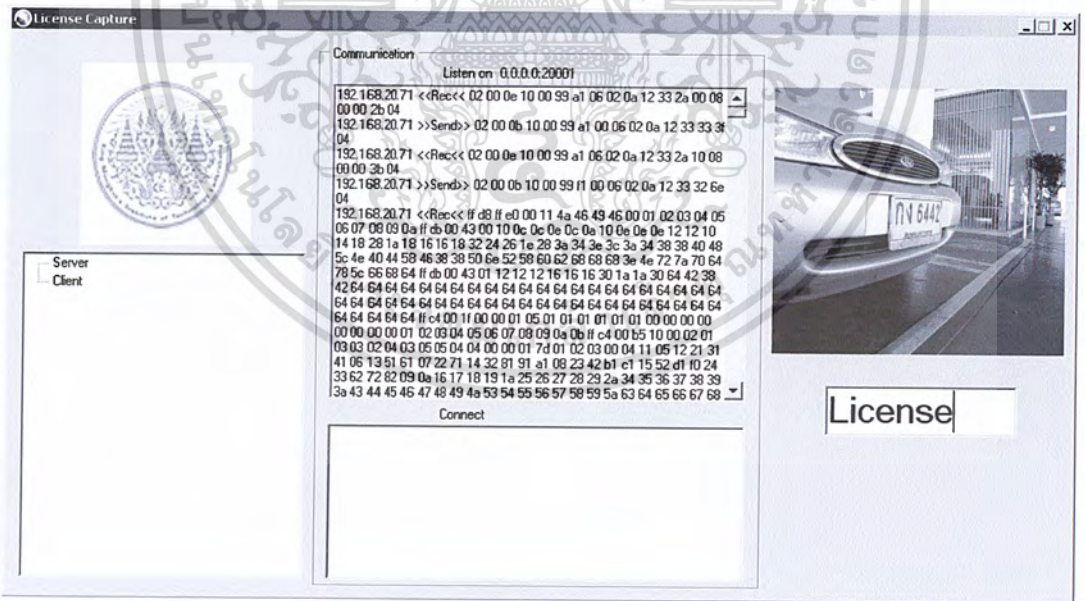 License Capture
Communication
Listen on 0.0.0.0:20001
192.168.20.71 <<Rec<< 02 00 0e 10 00 99 a1 06 02 0a 12 33 2a 00 08
00 00 2b 04
192.168.20.71 >>Send>> 02 00 0b 10 00 99 a1 00 06 02 0a 12 33 33 3f
04
192.168.20.71 <<Rec<< 02 00 0e 10 00 99 a1 06 02 0a 12 33 2a 10 08
00 00 3b 04
192.168.20.71 >>Send>> 02 00 0b 10 00 99 f1 00 06 02 0a 12 33 32 6e
04
192.168.20.71 <<Rec<< ff d8 ff e0 00 11 4a 46 49 46 00 01 02 03 04 05
06 07 08 09 0a ff db 00 43 00 10 0c 0c 0e 0c 0a 10 0e 0e 0e 12 12 10
14 18 28 1a 18 16 16 18 32 24 26 1e 28 3a 34 3e 3c 3a 34 38 38 40 48
5c 4e 40 44 58 46 38 38 50 6e 52 58 60 62 68 68 68 3e 4e 72 7a 70 64
78 5c 66 68 64 ff db 00 43 01 12 12 12 16 16 16 30 1a 1a 30 64 42 38
42 64 64 64 64 64 64 64 64 64 64 64 64 64 64 64 64 64 64 64 64 64 64
64 64 64 64 64 64 64 64 64 64 64 64 64 64 64 64 64 64 64 64 64 64 64
64 64 64 64 64 ff c4 00 1f 00 00 01 05 01 01 01 01 01 01 00 00 00 00
00 00 00 00 01 02 03 04 05 06 07 08 09 0a 0b ff c4 00 b5 10 00 02 01
03 03 02 04 03 05 05 04 04 00 00 01 7d 01 02 03 00 04 11 05 12 21 31
41 06 13 51 61 07 22 71 14 32 81 91 a1 08 23 42 b1 c1 15 52 d1 f0 24
33 62 72 82 09 0a 16 17 18 19 1a 25 26 27 28 29 2a 34 35 36 37 38 39
3a 43 44 45 46 47 48 49 4a 53 54 55 56 57 58 59 5a 63 64 65 66 67 68
Server
Client
Connect
6442
License